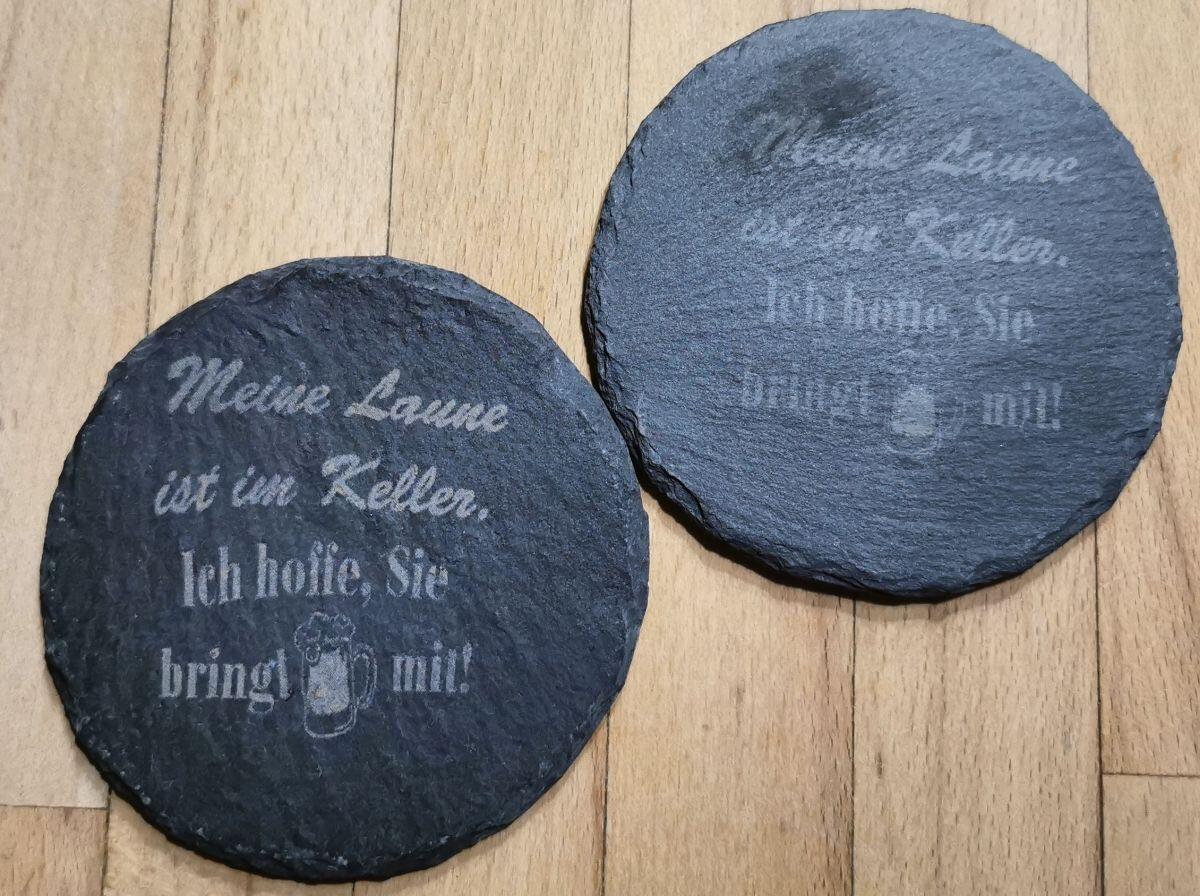 Meine Laune
ist im Keller.
Ich hoffe, Sie
bringt mit!
Meine Laune
ist im Keller.
Ich hoffe, Sie
bringt mit!